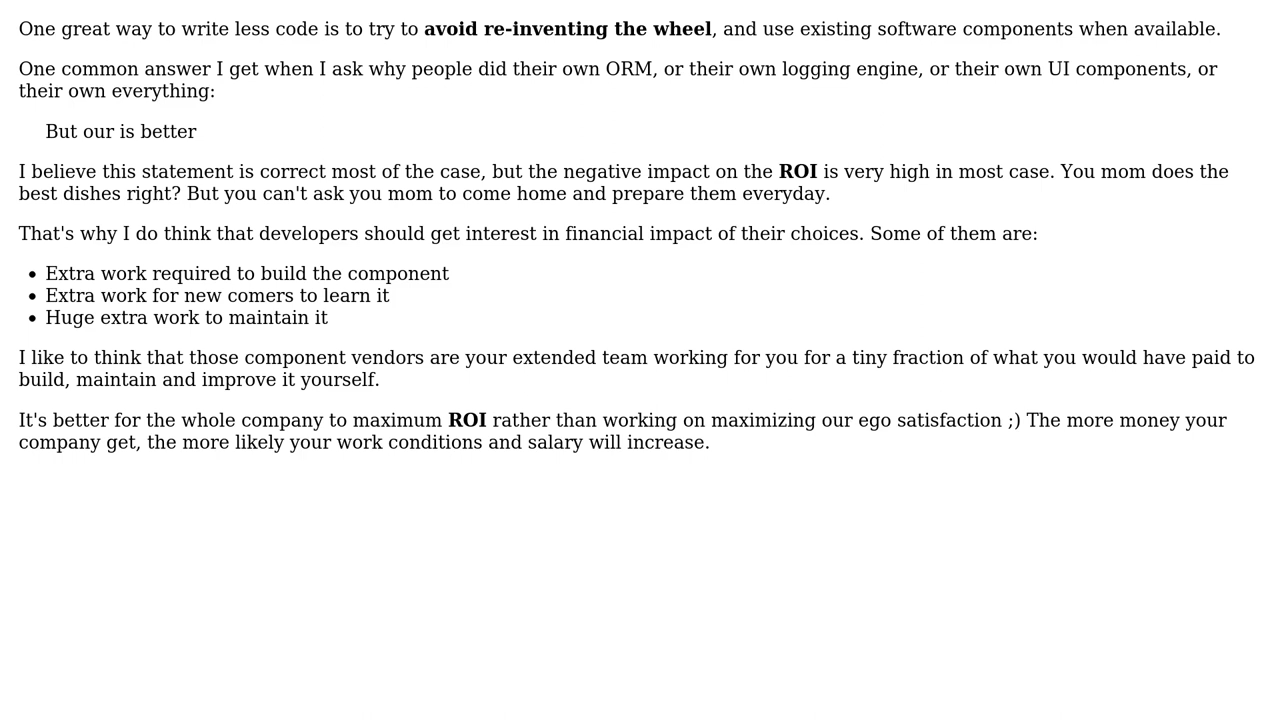 One great way to write less code is to try to avoid re-inventing the wheel, and use existing software components when available.
One common answer I get when I ask why people did their own ORM, or their own logging engine, or their own UI components, or
their own everything:
But our is better
I believe this statement is correct most of the case, but the negative impact on the ROI is very high in most case. You mom does the
best dishes right? But you can't ask you mom to come home and prepare them everyday.
That's why I do think that developers should get interest in financial impact of their choices. Some of them are:
• Extra work required to build the component
• Extra work for new comers to learn it
• Huge extra work to maintain it
I like to think that those component vendors are your extended team working for you for a tiny fraction of what you would have paid to
build, maintain and improve it yourself.
It's better for the whole company to maximum ROI rather than working on maximizing our ego satisfaction ;) The more money your
company get, the more likely your work conditions and salary will increase.